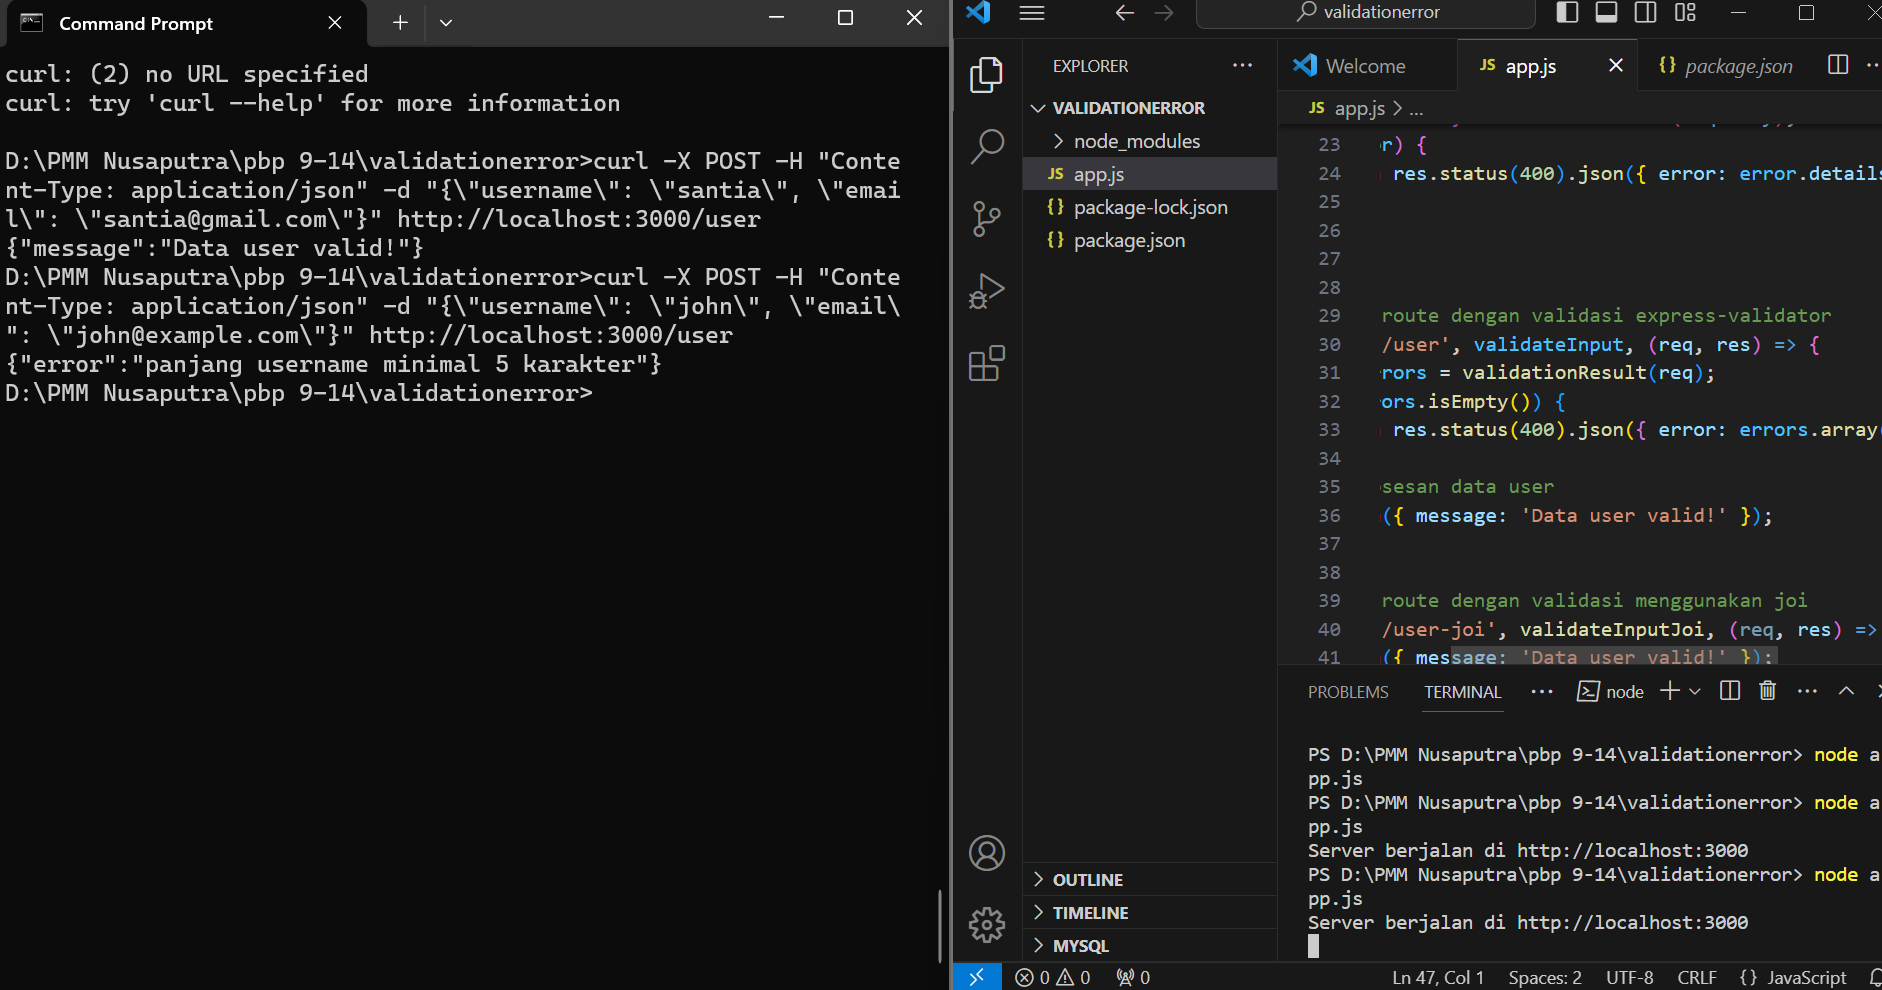 Command Prompt
curl: (2) no URL specified
curl: try 'curl --help' for more information
D:\PMM Nusaputra\pbp 9-14\validationerror>curl -X POST -H "Conte
nt-Type: application/json" -d "{\"username\": \"santia\", \"emai
l\": \"santia@gmail.com\"}" http://localhost:3000/user
{"message":"Data user valid!"}
D:\PMM Nusaputra\pbp 9-14\validationerror>curl -X POST -H "Conte
nt-Type: application/json" -d "{\"username\": \"john\", \"email\
": \"john@example.com\"}" http://localhost:3000/user
{"error":"panjang username minimal 5 karakter"}
D:\PMM Nusaputra\pbp 9-14\validationerror>
validationerror
EXPLORER
VALIDATIONERROR
node_modules
JS app.js
{} package-lock.json
{} package.json
OUTLINE
TIMELINE
MYSQL
Welcome
JS app.js
{} package.json
JS app.js > ...
23 r) {
24 res.status(400).json({ error: error.details
25
26
27
28
29 route dengan validasi express-validator
30 /user', validateInput, (req, res) => {
31 rors = validationResult(req);
32 ors.isEmpty()) {
33 res.status(400).json({ error: errors.array(
34
35 sesan data user
36 ({ message: 'Data user valid!' });
37
38
39 route dengan validasi menggunakan joi
40 /user-joi', validateInputJoi, (req, res) =>
41 ({ message: 'Data user valid!' });
PROBLEMS TERMINAL ... node
PS D:\PMM Nusaputra\pbp 9-14\validationerror> node a
pp.js
PS D:\PMM Nusaputra\pbp 9-14\validationerror> node a
pp.js
Server berjalan di http://localhost:3000
PS D:\PMM Nusaputra\pbp 9-14\validationerror> node a
pp.js
Server berjalan di http://localhost:3000
0 0 0 Ln 47, Col 1 Spaces: 2 UTF-8 CRLF {} JavaScript